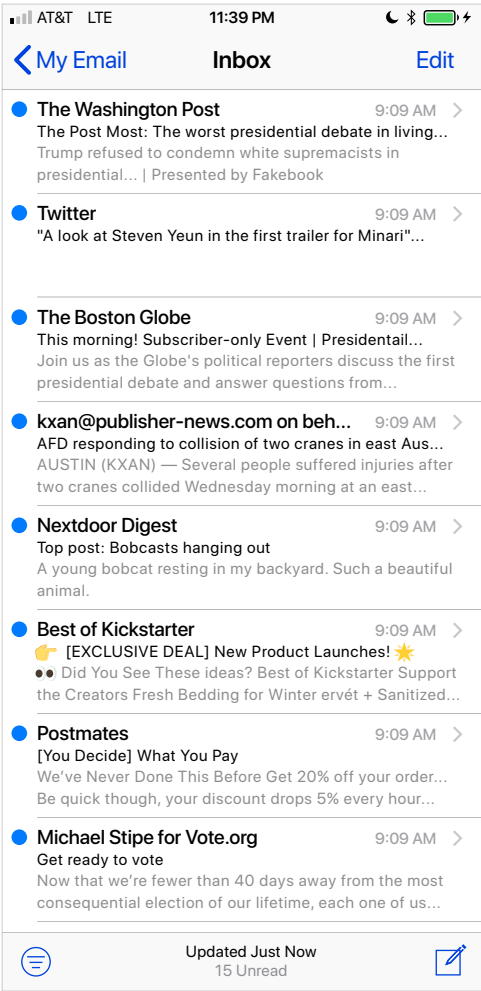 AT&T LTE 11:39 PM
My Email Inbox Edit
The Washington Post 9:09 AM
The Post Most: The worst presidential debate in living...
Trump refused to condemn white supremacists in
presidential... | Presented by Fakebook
Twitter 9:09 AM
"A look at Steven Yeun in the first trailer for Minari"...
The Boston Globe 9:09 AM
This morning! Subscriber-only Event | Presidentail...
Join us as the Globe's political reporters discuss the first
presidential debate and answer questions from...
kxan@publisher-news.com on beh... 9:09 AM
AFD responding to collision of two cranes in east Aus...
AUSTIN (KXAN) — Several people suffered injuries after
two cranes collided Wednesday morning at an east...
Nextdoor Digest 9:09 AM
Top post: Bobcasts hanging out
A young bobcat resting in my backyard. Such a beautiful
animal.
Best of Kickstarter 9:09 AM
👉 [EXCLUSIVE DEAL] New Product Launches! 🌟
👀 Did You See These ideas? Best of Kickstarter Support
the Creators Fresh Bedding for Winter ervét + Sanitized...
Postmates 9:09 AM
[You Decide] What You Pay
We've Never Done This Before Get 20% off your order...
Be quick though, your discount drops 5% every hour...
Michael Stipe for Vote.org 9:09 AM
Get ready to vote
Now that we're fewer than 40 days away from the most
consequential election of our lifetime, each one of us...
Updated Just Now
15 Unread